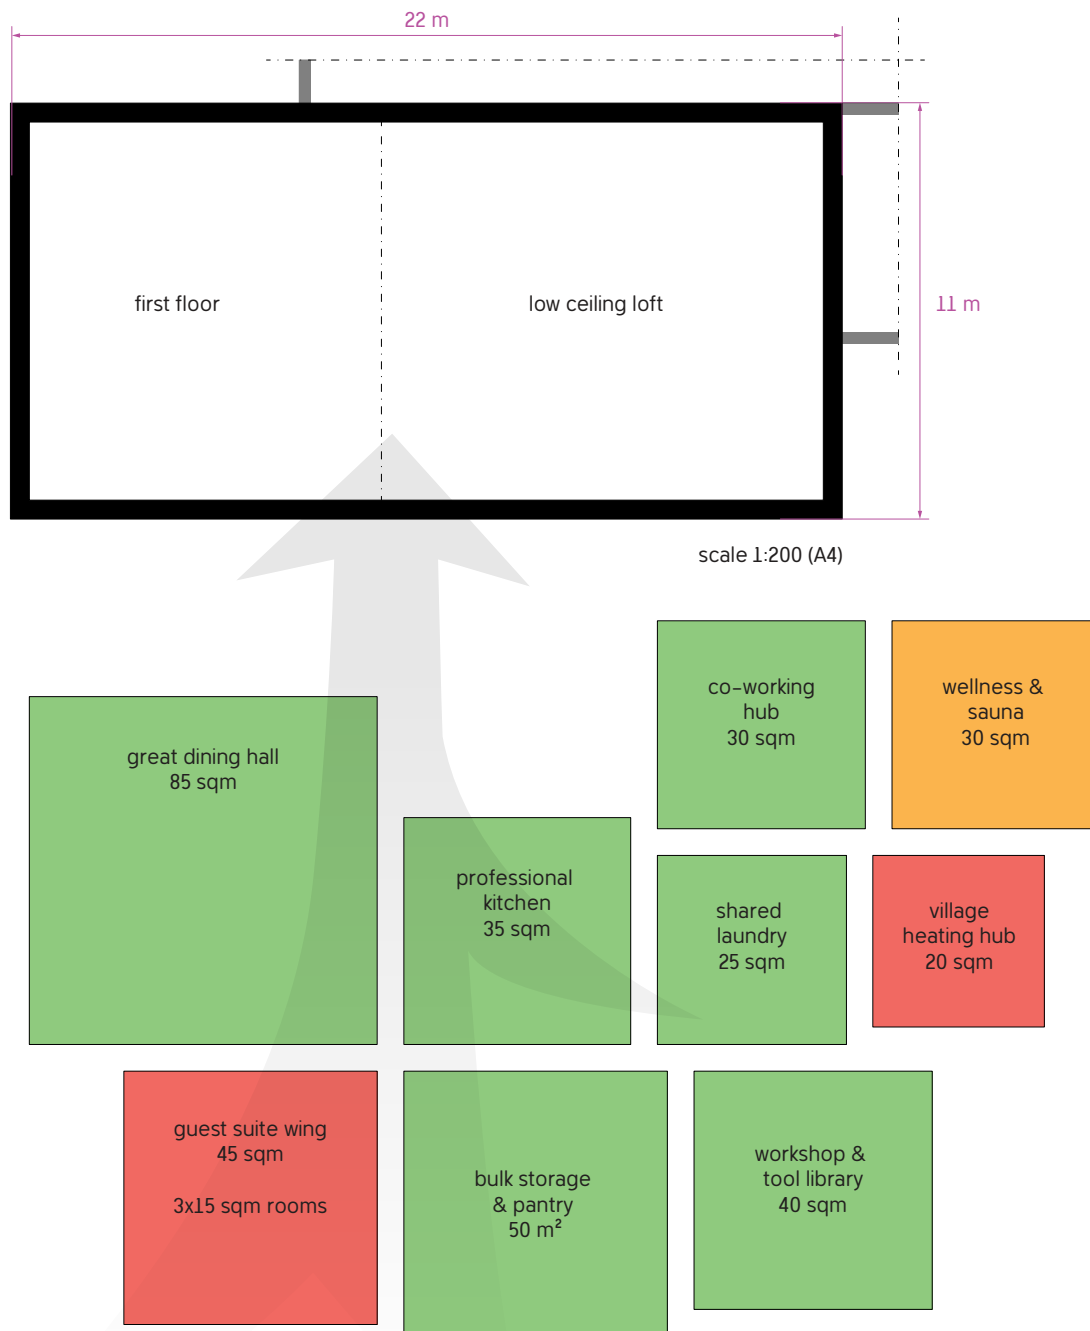 22 m
first floor
low ceiling loft
11 m
scale 1:200 (A4)
co-working
hub
30 sqm
wellness &
sauna
30 sqm
great dining hall
85 sqm
professional
kitchen
35 sqm
shared
laundry
25 sqm
village
heating hub
20 sqm
guest suite wing
45 sqm
3x15 sqm rooms
bulk storage
& pantry
50 m²
workshop &
tool library
40 sqm